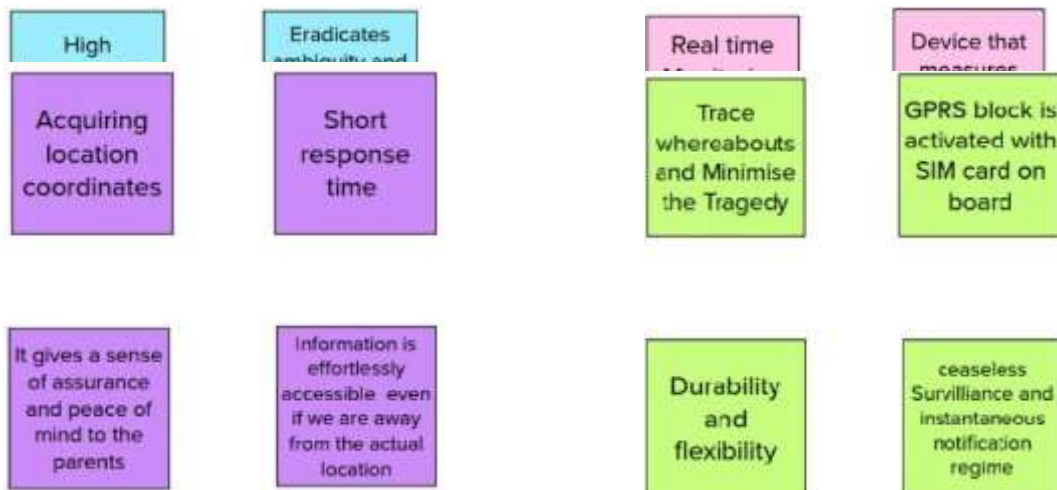 High
Eradicates
ambiguity and
Real time
Device that
measures
Acquiring
location
coordinates
Short
response
time
Trace
whereabouts
and Minimise
the Tragedy
GPRS block is
activated with
SIM card on
board
It gives a sense
of assurance
and peace of
mind to the
parents
Information is
effortlessly
accessible even
if we are away
from the actual
location
Durability
and
flexibility
ceaseless
Survilliance and
instantaneous
notification
regime